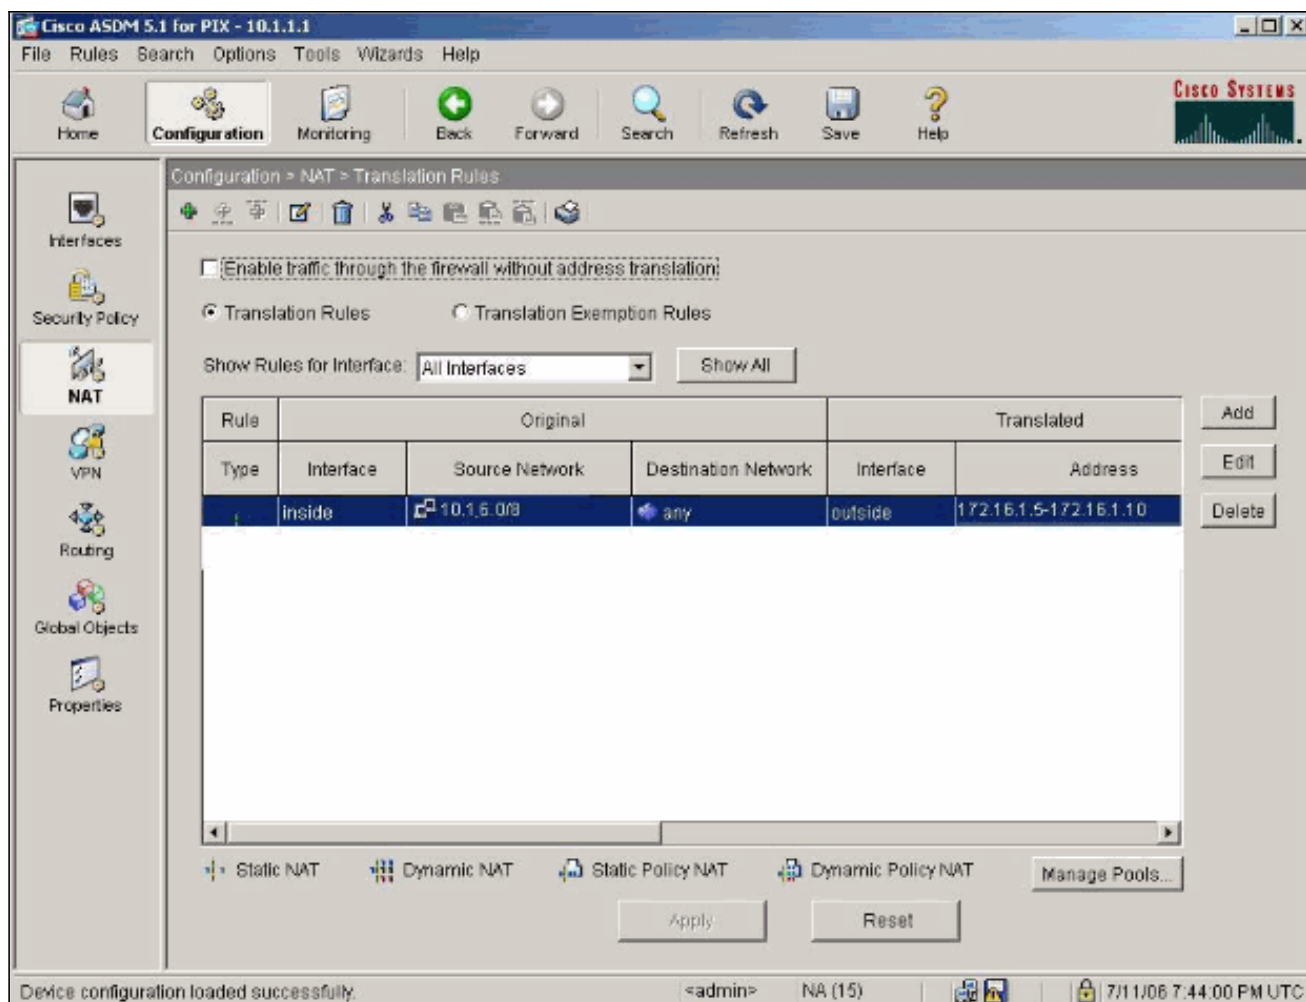 Cisco ASDM 5.1 for PIX - 10.1.1.1
File Rules Search Options Tools Wizards Help
Home Configuration Monitoring Back Forward Search Refresh Save Help
CISCO SYSTEMS
Configuration > NAT > Translation Rules
Interfaces
Security Policy
NAT
VPN
Routing
Global Objects
Properties
Enable traffic through the firewall without address translation
Translation Rules Translation Exemption Rules
Show Rules for Interface: All Interfaces Show All
Rule Original Translated
Type Interface Source Network Destination Network Interface Address
inside 10.1.6.0/8 any outside 172.16.1.5-172.16.1.10
Add
Edit
Delete
Static NAT Dynamic NAT Static Policy NAT Dynamic Policy NAT Manage Pools...
Apply Reset
Device configuration loaded successfully. <admin> NA (15) 7/11/06 7:44:00 PM UTC